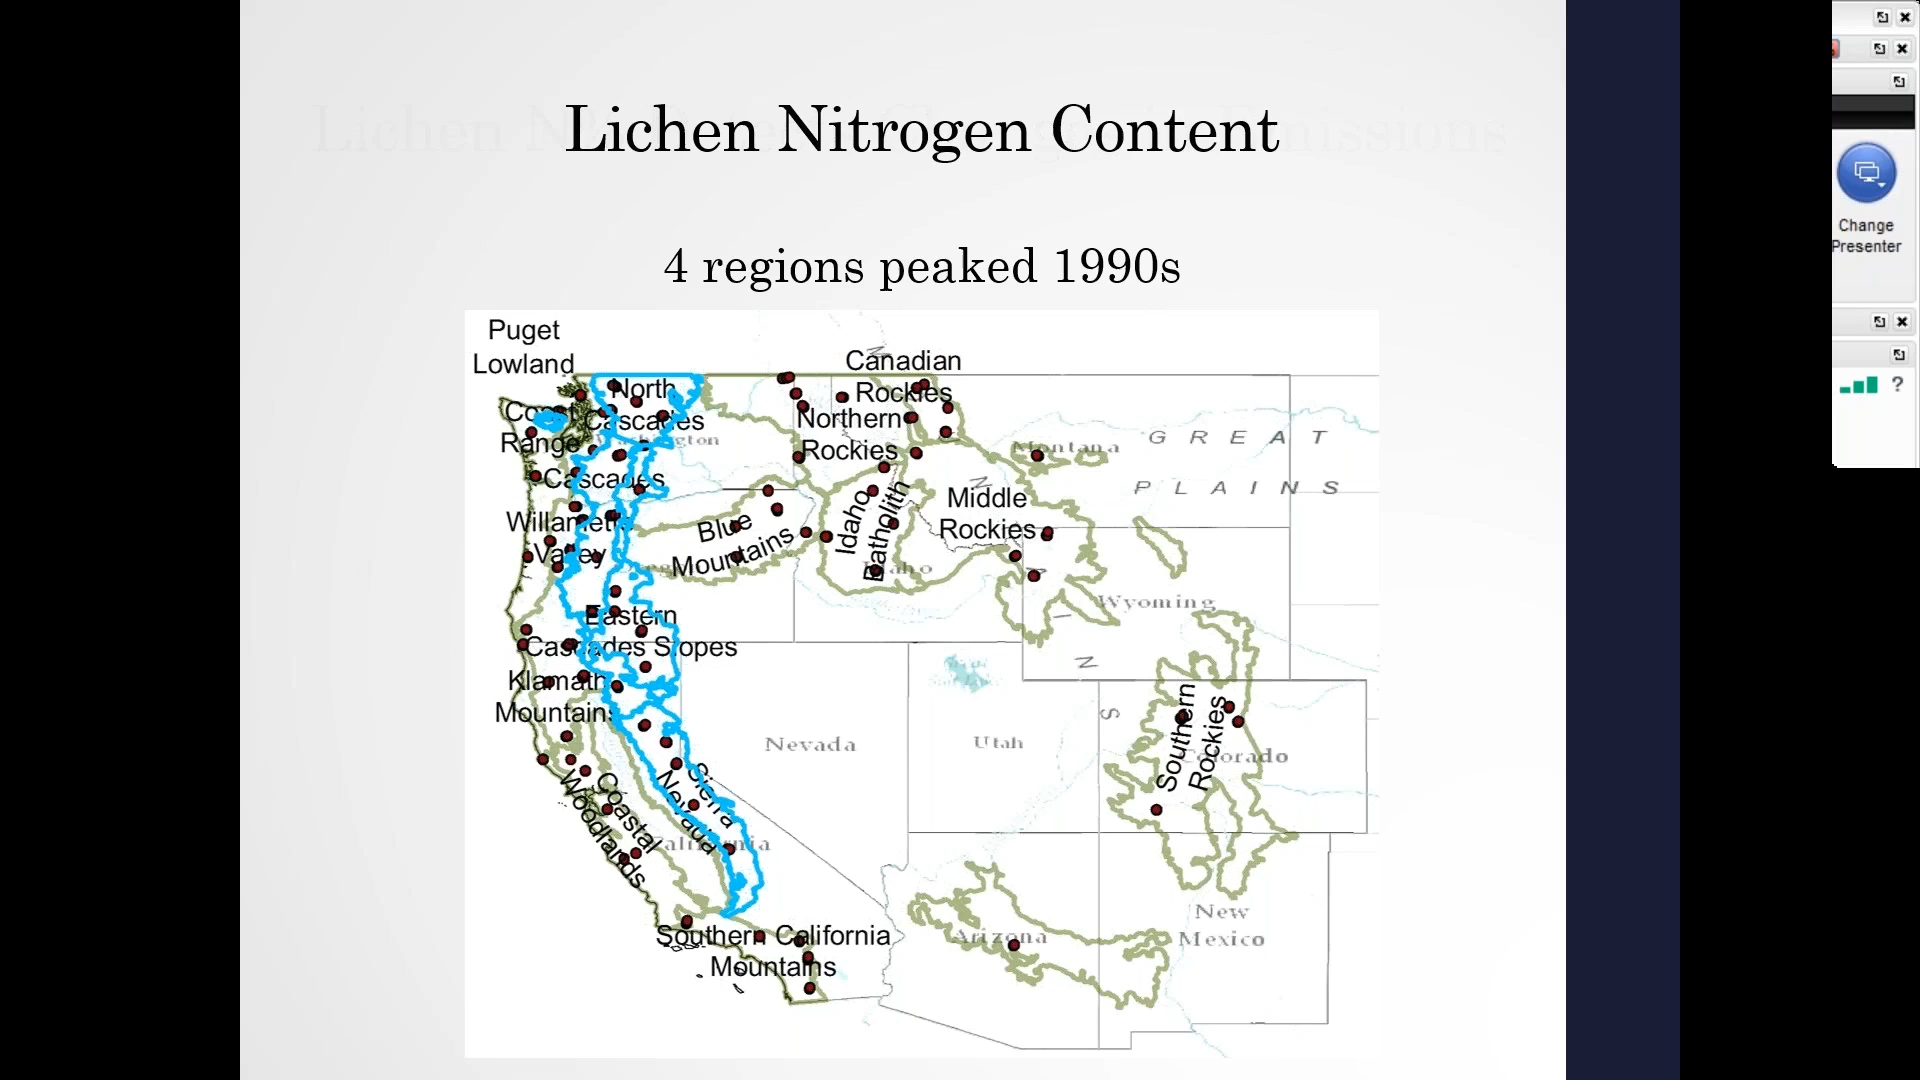 Lichen Nitrogen Content
4 regions peaked 1990s
Puget
Lowland
North
Cascades
Coast
Range
Cascades
Willamette
Valley
Eastern
Cascades Slopes
Klamath
Mountains
Coastal
Woodlands
Sierra
Nevada
Southern California
Mountains
Blue
Mountains
Idaho
Batholith
Northern
Rockies
Canadian
Rockies
Middle
Rockies
Southern
Rockies
Washington
Montana
GREAT
PLAINS
Idaho
Wyoming
Nevada
Utah
Colorado
California
Arizona
New
Mexico
Change
Presenter
?